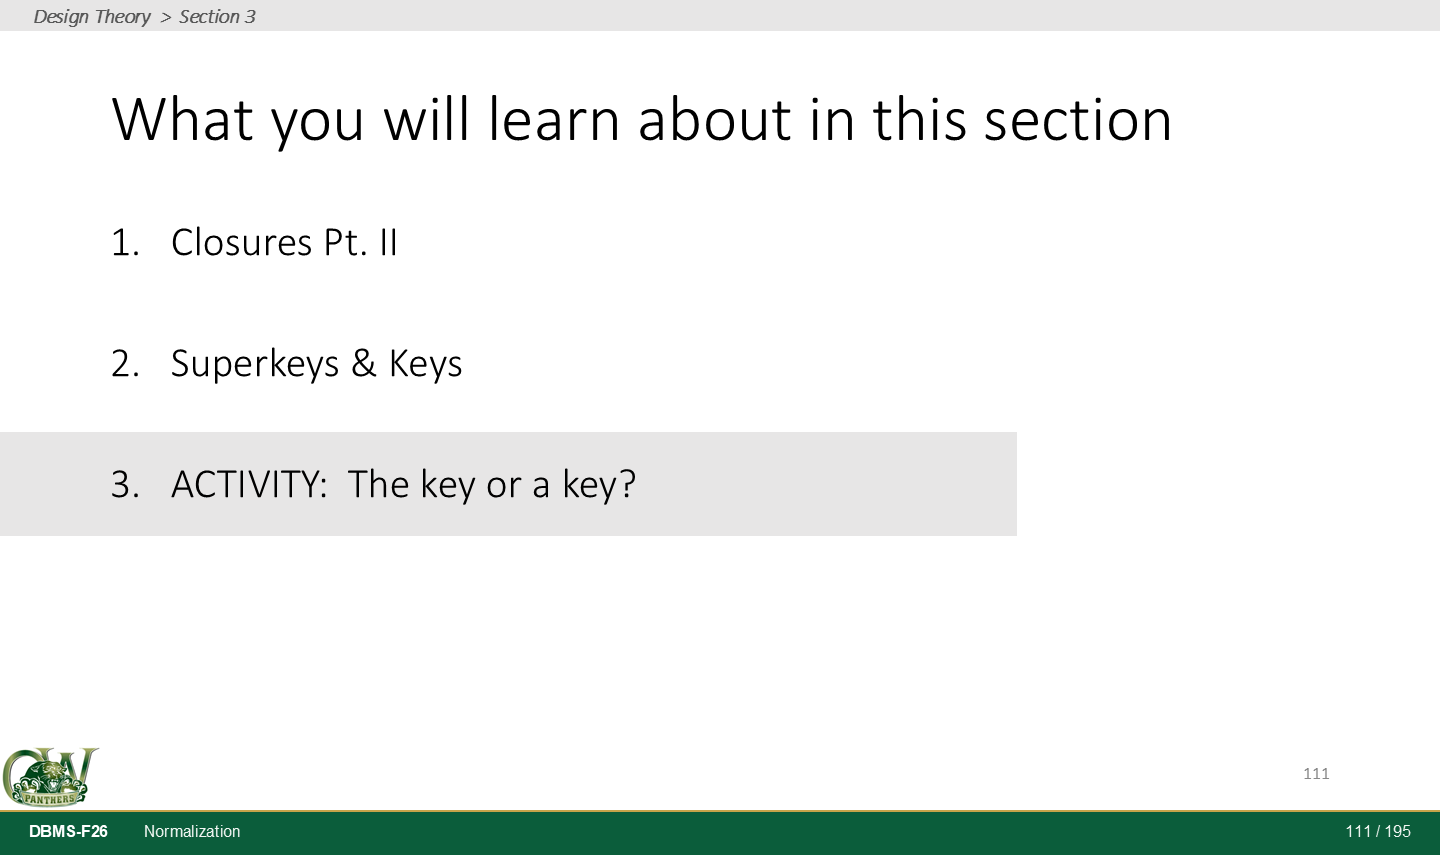 Design Theory > Section 3
What you will learn about in this section
1. Closures Pt. II
2. Superkeys & Keys
3. ACTIVITY: The key or a key?
OW
PANTHERS
111
DBMS-F26 Normalization 111 / 195